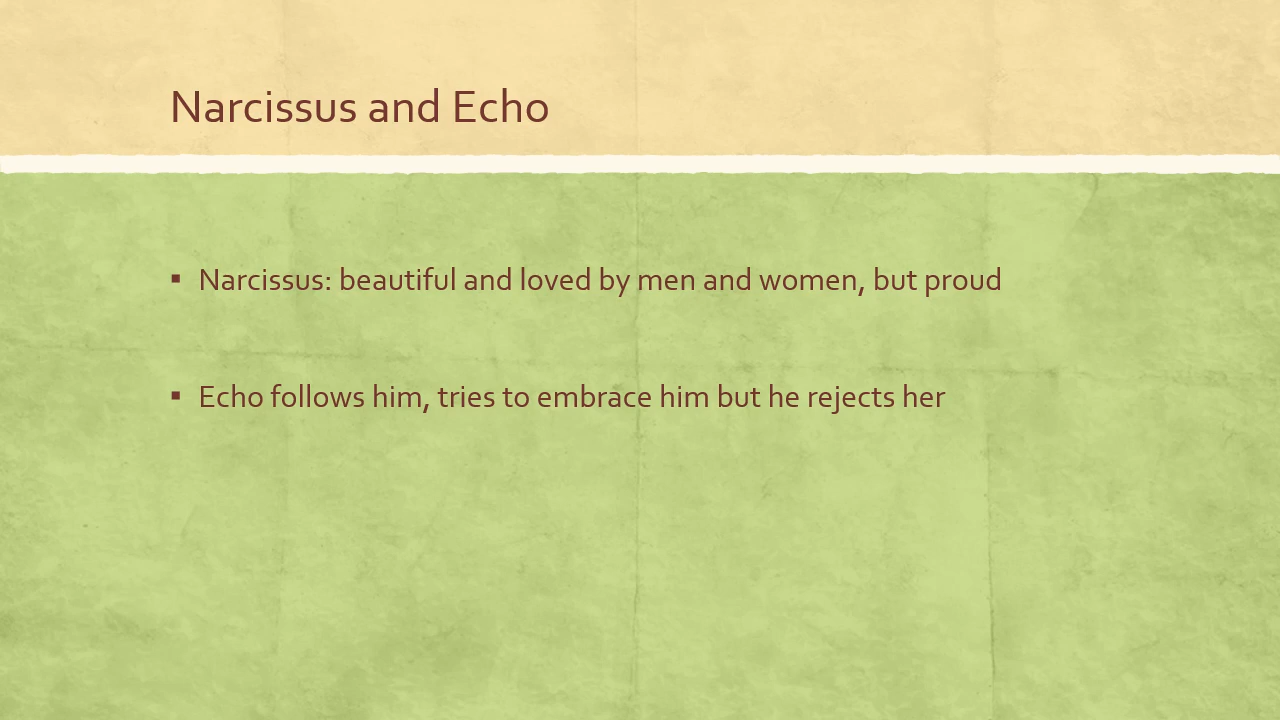 Narcissus and Echo
▪ Narcissus: beautiful and loved by men and women, but proud
▪ Echo follows him, tries to embrace him but he rejects her